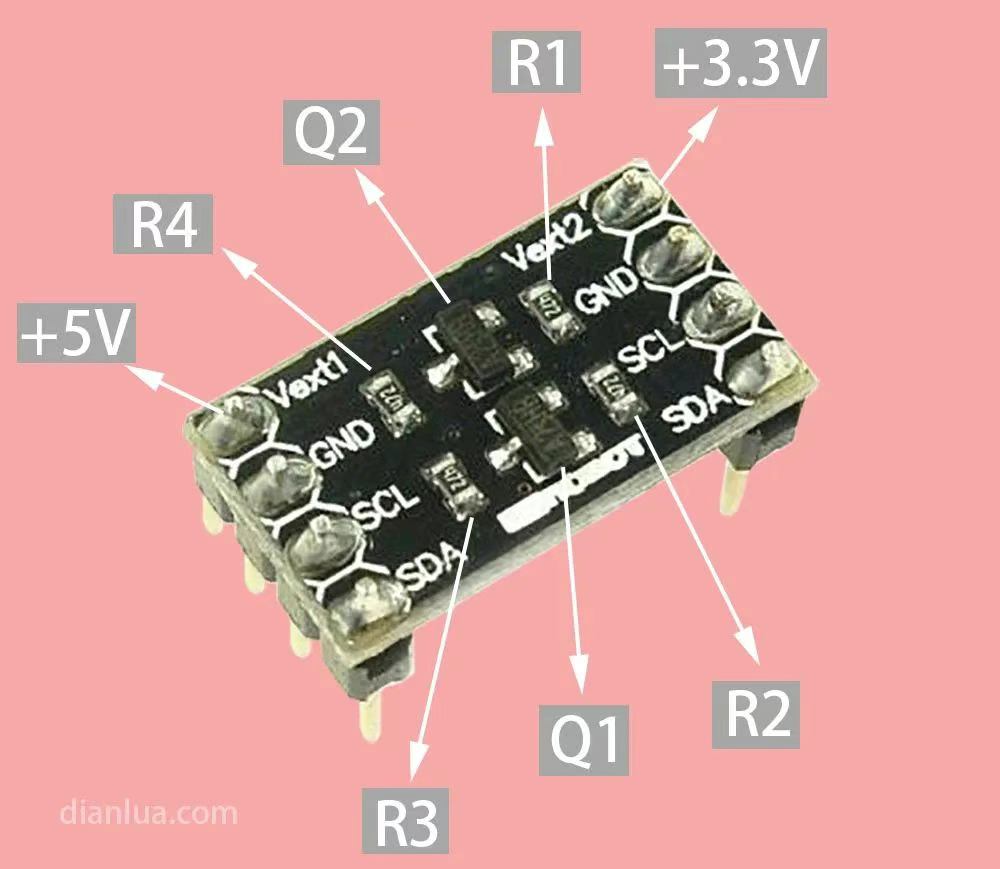 R1
+3.3V
Q2
R4
+5V
Vext2
GND
SCL
SDA
472
472
Vext1
GND
SCL
SDA
472
472
R2
Q1
R3
dianlua.com